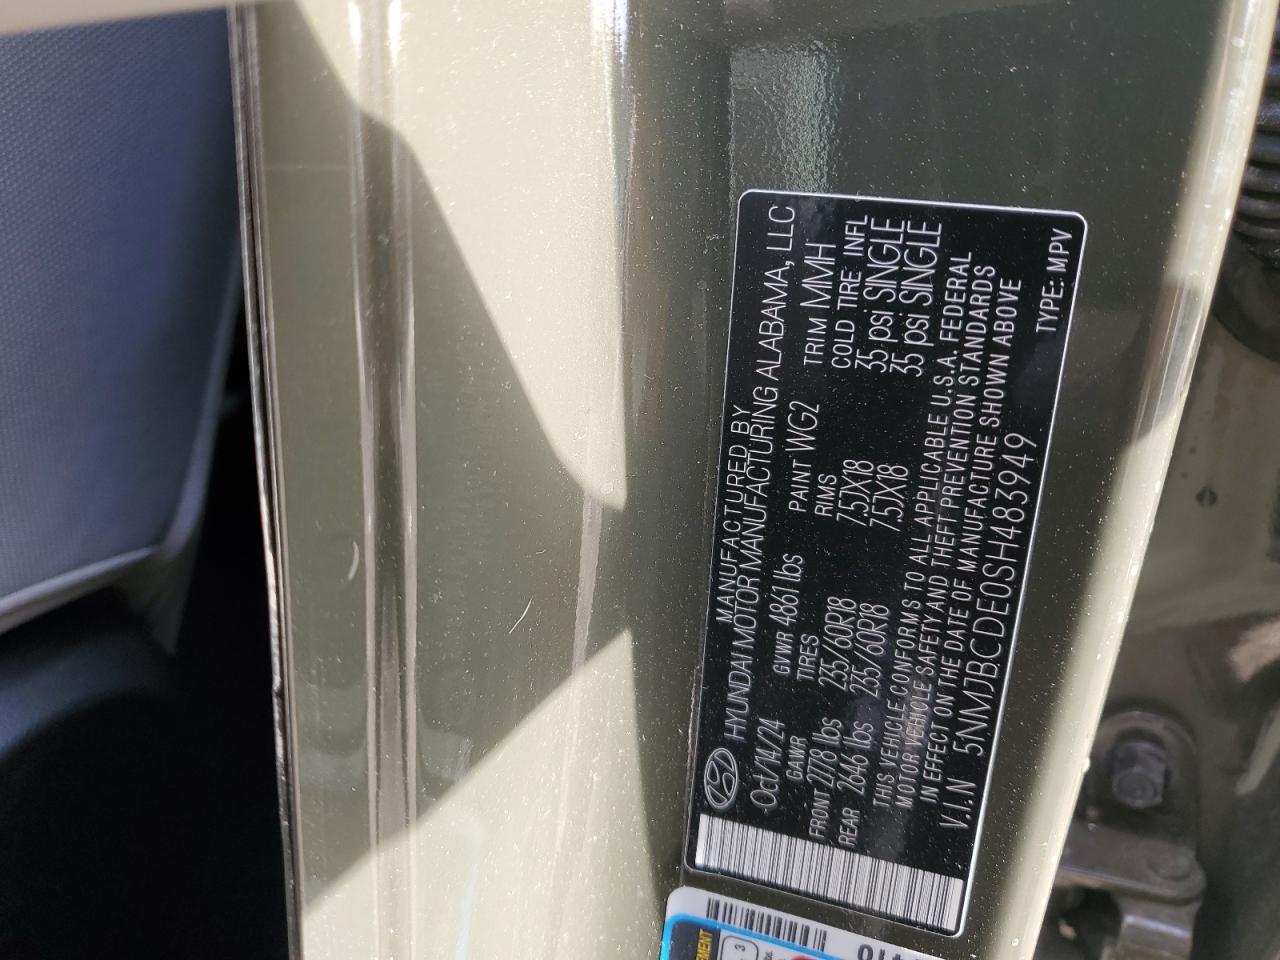 MANUFACTURED BY
HYUNDAI MOTOR MANUFACTURING ALABAMA, LLC
Oct/14/24 GVWR 4861 lbs PAINT WG2 TRIM MMH
GAWR TIRES RIMS COLD TIRE INFL
FRONT 2778 lbs 235/60R18 7.5JX18 35 psi SINGLE
REAR 2646 lbs 235/60R18 7.5JX18 35 psi SINGLE
THIS VEHICLE CONFORMS TO ALL APPLICABLE U.S.A. FEDERAL
MOTOR VEHICLE SAFETY AND THEFT PREVENTION STANDARDS
IN EFFECT ON THE DATE OF MANUFACTURE SHOWN ABOVE
V.I.N 5NMJBCDE0SH483949 TYPE: MPV